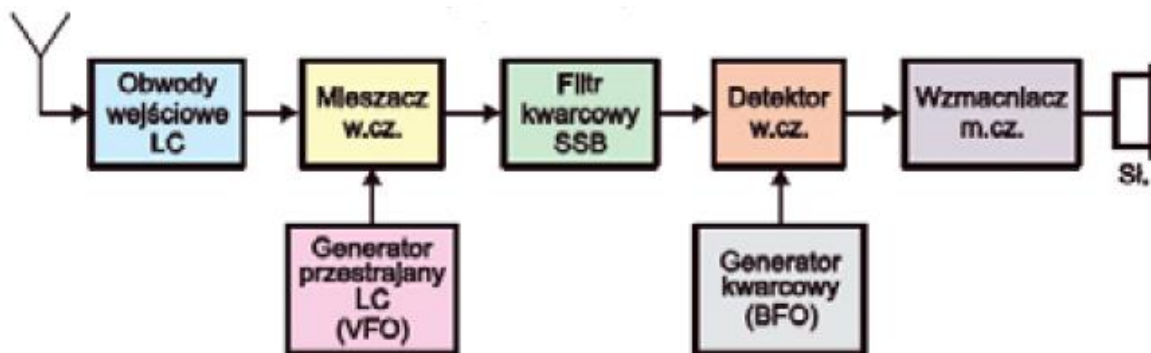 Obwody
wejściowe
LC
Mieszacz
w.cz.
Filtr
kwarcowy
SSB
Detektor
w.cz.
Wzmacniacz
m.cz.
Sł.
Generator
przestrajany
LC
(VFO)
Generator
kwarcowy
(BFO)